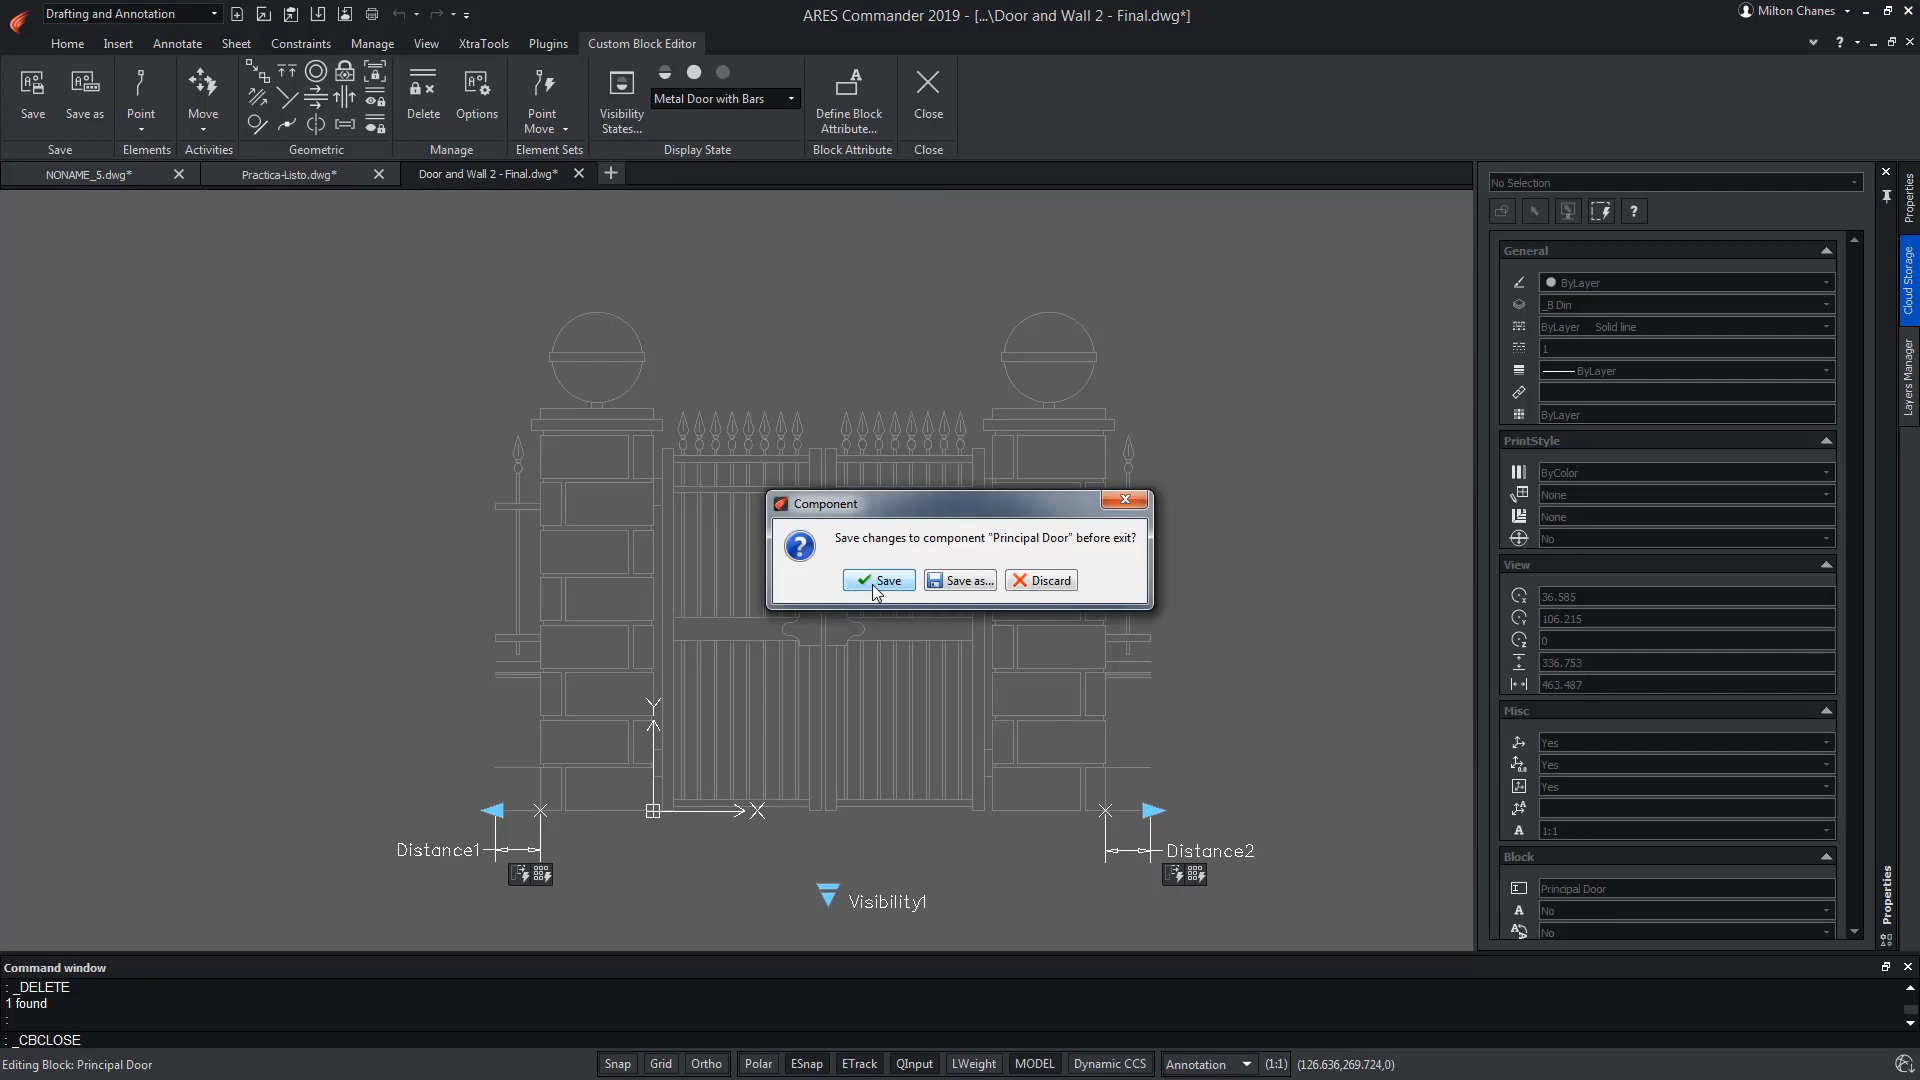 Drafting and Annotation
ARES Commander 2019 - [...\Door and Wall 2 - Final.dwg*]
Milton Chanes
Home Insert Annotate Sheet Constraints Manage View XtraTools Plugins Custom Block Editor
Metal Door with Bars
Save Save as Point Move Delete Options Point Move Visibility States... Define Block Attribute... Close
Save Elements Activities Geometric Manage Element Sets Display State Block Attribute Close
NONAME_5.dwg* Practica-Listo.dwg* Door and Wall 2 - Final.dwg*
No Selection
General
ByLayer
_B Din
ByLayer Solid line
1
ByLayer
ByLayer
PrintStyle
ByColor
None
None
No
View
36.585
106.215
0
336.753
463.487
Misc
Yes
Yes
Yes
1:1
Block
Principal Door
No
No
Properties
Cloud Storage
Layers Manager
Properties
Component
Save changes to component "Principal Door" before exit?
Save Save as... Discard
Y
X
Distance1
Distance2
Visibility1
Command window
: _DELETE
1 found
:
: _CBCLOSE
Editing Block: Principal Door
Snap Grid Ortho Polar ESnap ETrack QInput LWeight MODEL Dynamic CCS Annotation (1:1) (126.636,269.724,0)